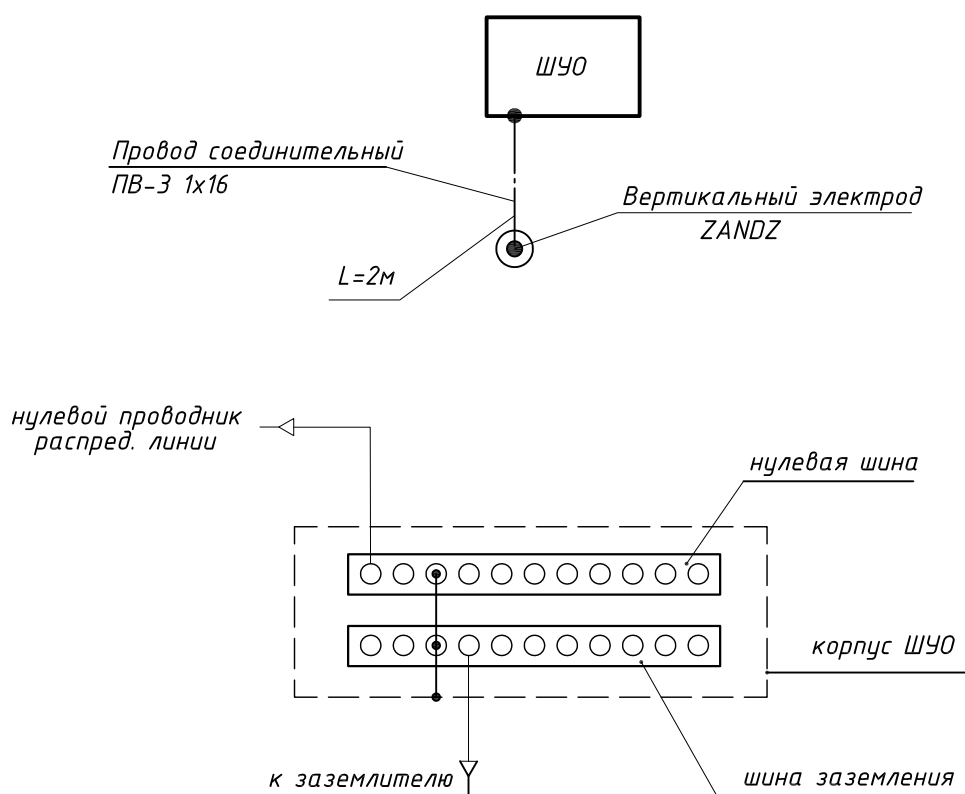 ШУО
Провод соединительный
ПВ-3 1х16
Вертикальный электрод
ZANDZ
L=2м
нулевой проводник
распред. линии
нулевая шина
корпус ШУО
к заземлителю
шина заземления